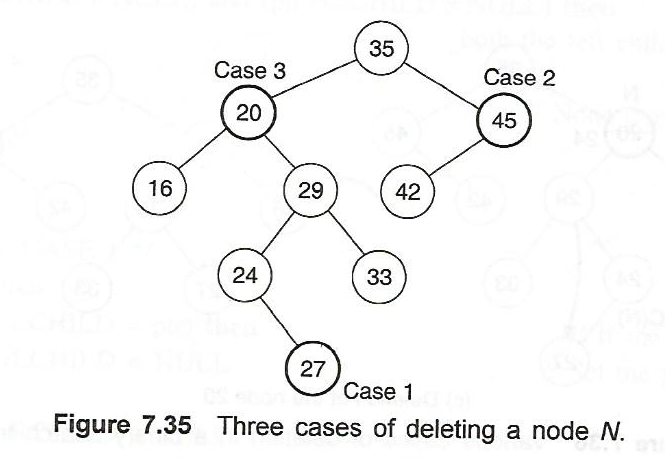 35
Case 3
Case 2
20
45
16
29
42
24
33
27
Case 1
Figure 7.35 Three cases of deleting a node N.